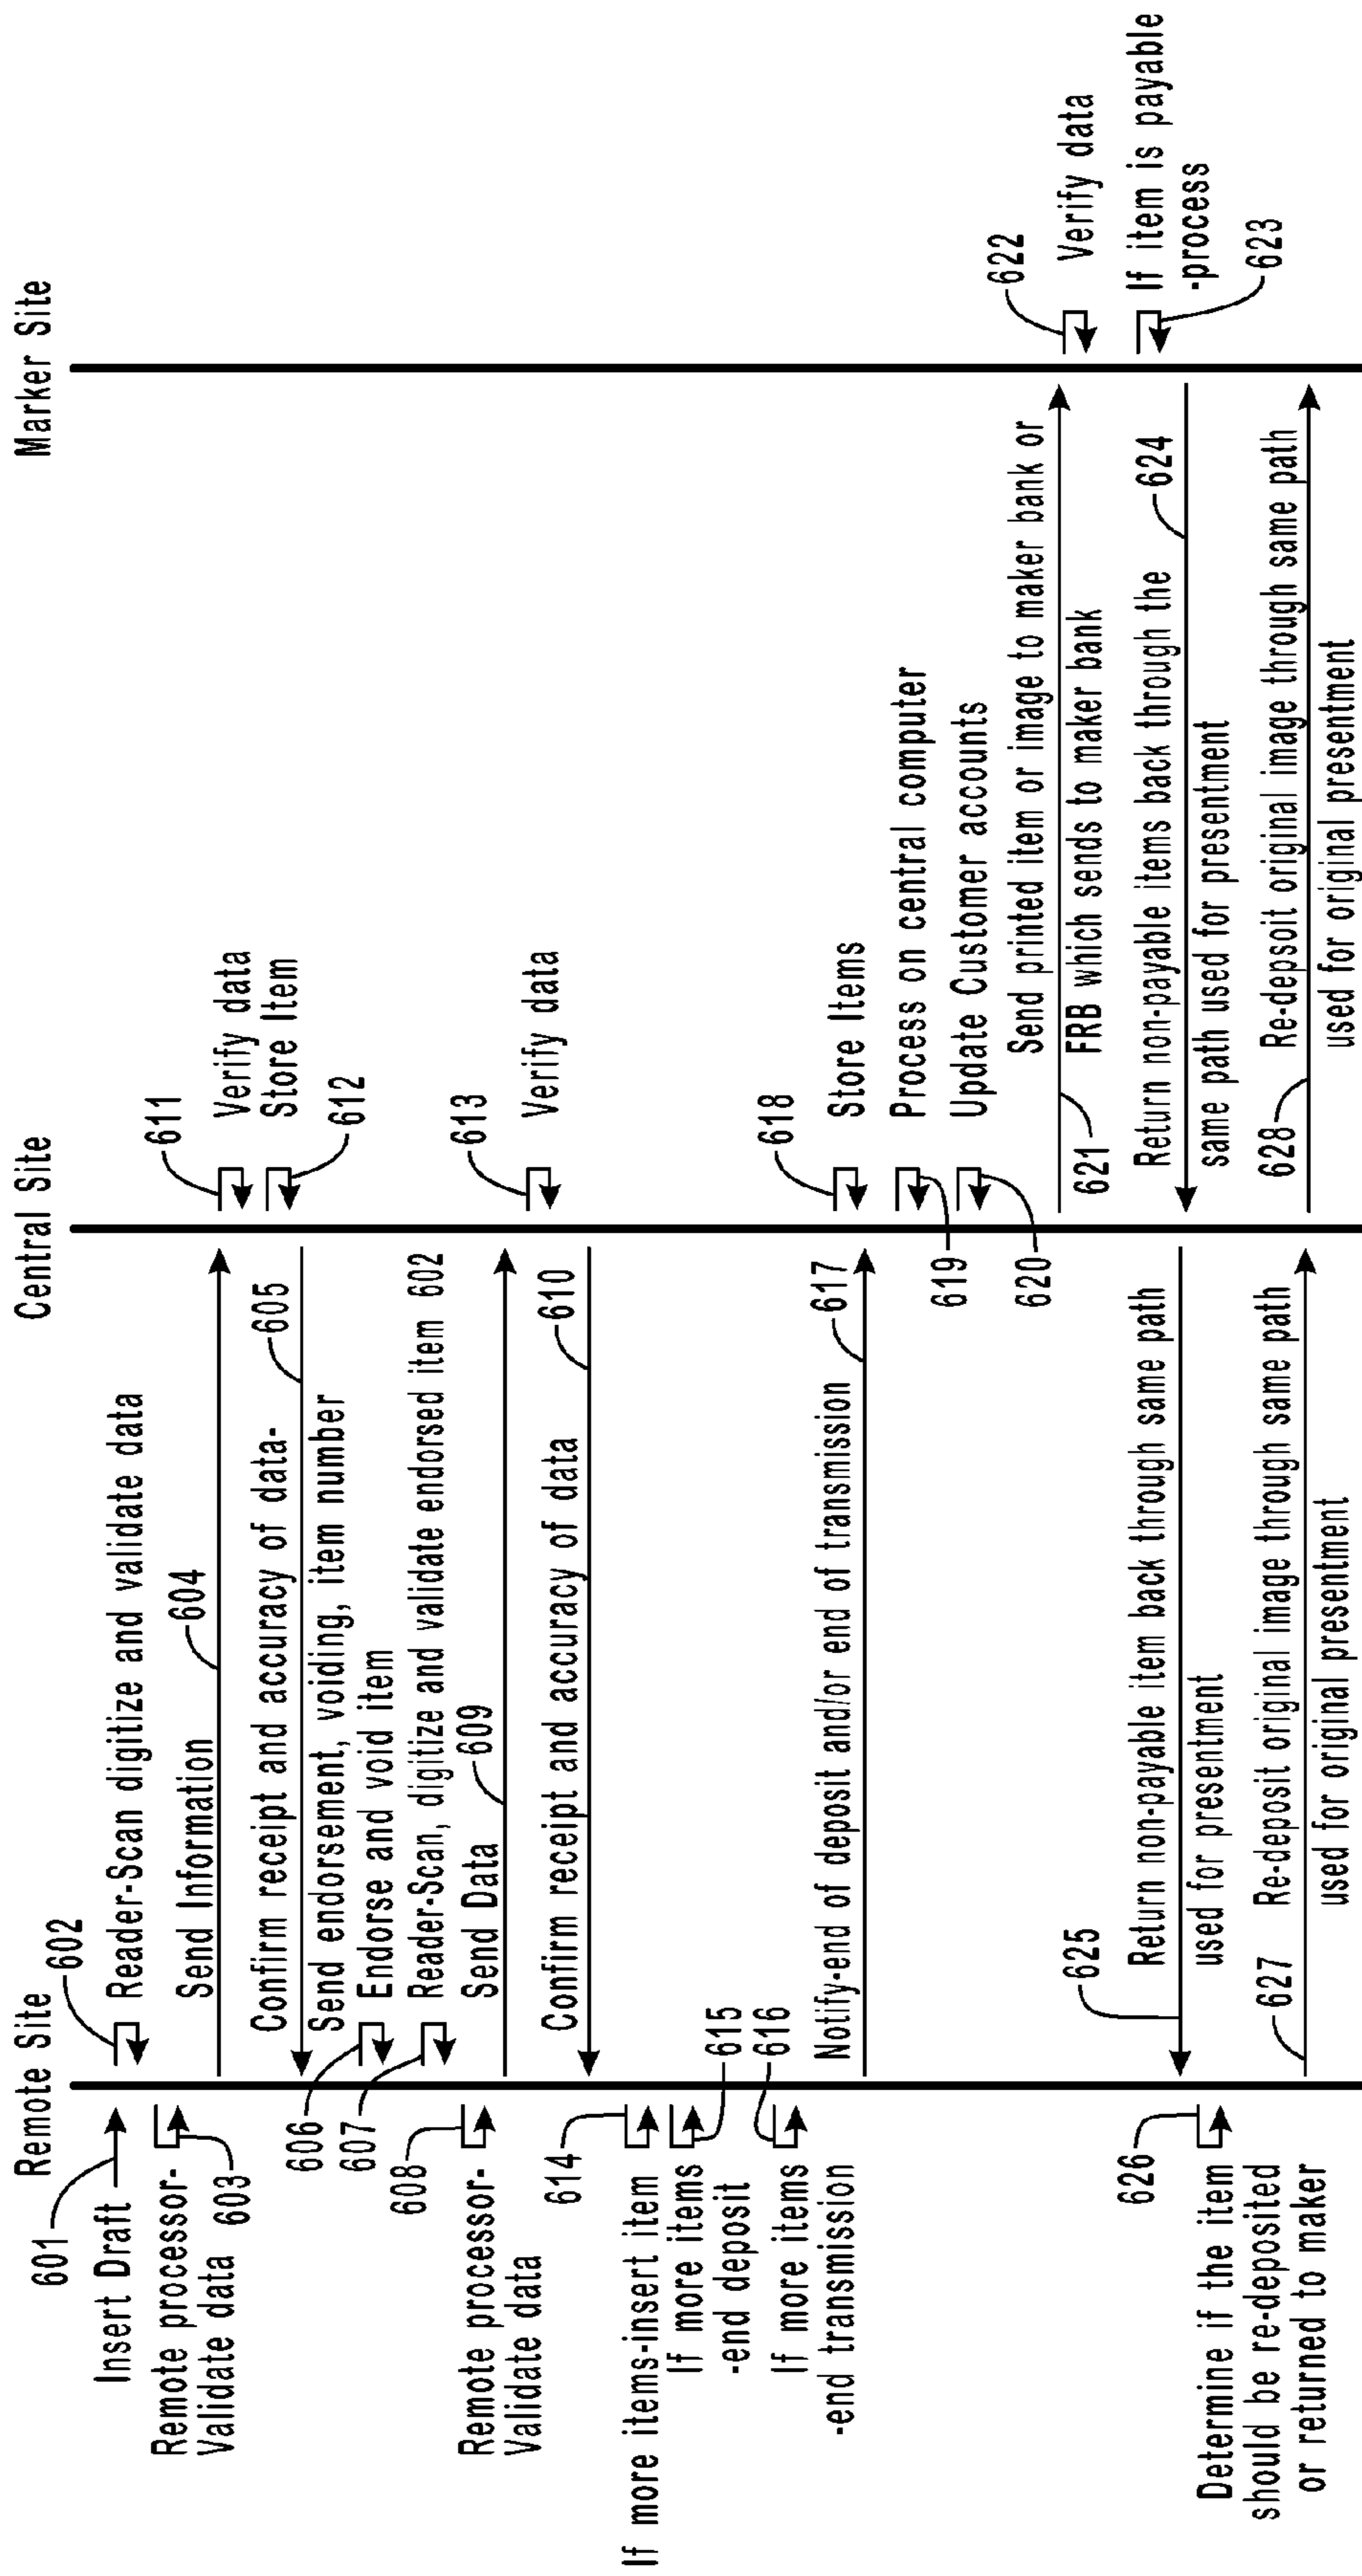 Remote Site
Central Site
Marker Site
601
Insert Draft
602
Reader-Scan digitize and validate data
Remote processor-
Validate data 603
Send Information
604
611
Verify data
Store Item
612
Confirm receipt and accuracy of data-
605
Send endorsement, voiding, item number
606
Endorse and void item
607
Reader-Scan, digitize and validate endorsed item 602
608
Remote processor-
Validate data
Send Data
609
613
Verify data
Confirm receipt and accuracy of data
610
614
If more items-insert item
615
If more items
-end deposit
616
If more items
-end transmission
Notify-end of deposit and/or end of transmission
617
618
Store Items
Process on central computer
619
Update Customer accounts
620
Send printed item or image to maker bank or
621
FRB which sends to maker bank
622
Verify data
If item is payable
-process
623
Return non-payable items back through the
624
same path used for presentment
625
Return non-payable item back through same path
used for presentment
626
Determine if the item
should be re-deposited
or returned to maker
627
Re-deposit original image through same path
used for original presentment
628
Re-depsoit original image through same path
used for original presentment